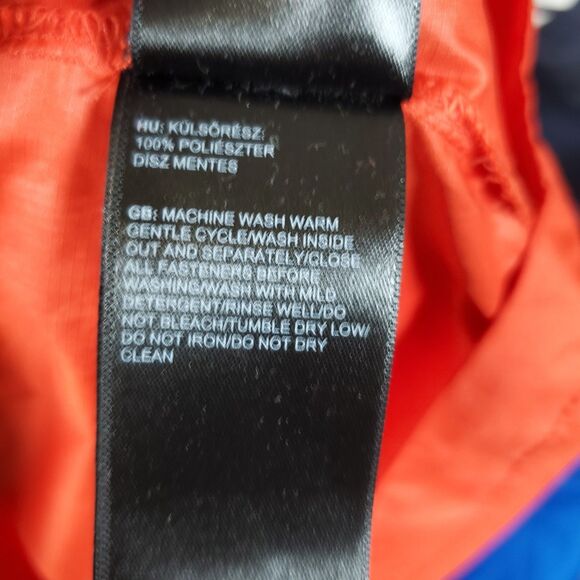 HU: KÜLSŐRÉSZ:
100% POLIÉSZTER
DISZ MENTES
GB: MACHINE WASH WARM
GENTLE CYCLE/WASH INSIDE
OUT AND SEPARATELY/CLOSE
ALL FASTENERS BEFORE
WASHING/WASH WITH MILD
DETERGENT/RINSE WELL/DO
NOT BLEACH/TUMBLE DRY LOW/
DO NOT IRON/DO NOT DRY
CLEAN